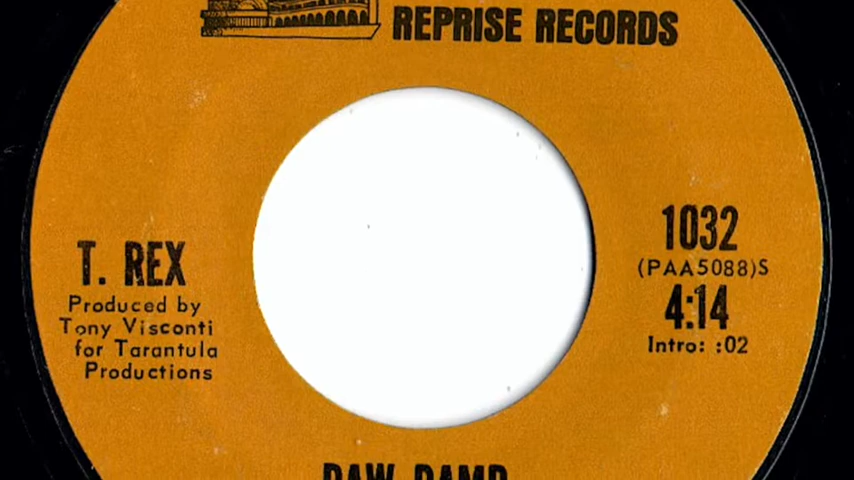 REPRISE RECORDS
T. REX
Produced by
Tony Visconti
for Tarantula
Productions
1032
(PAA5088)S
4:14
Intro: :02